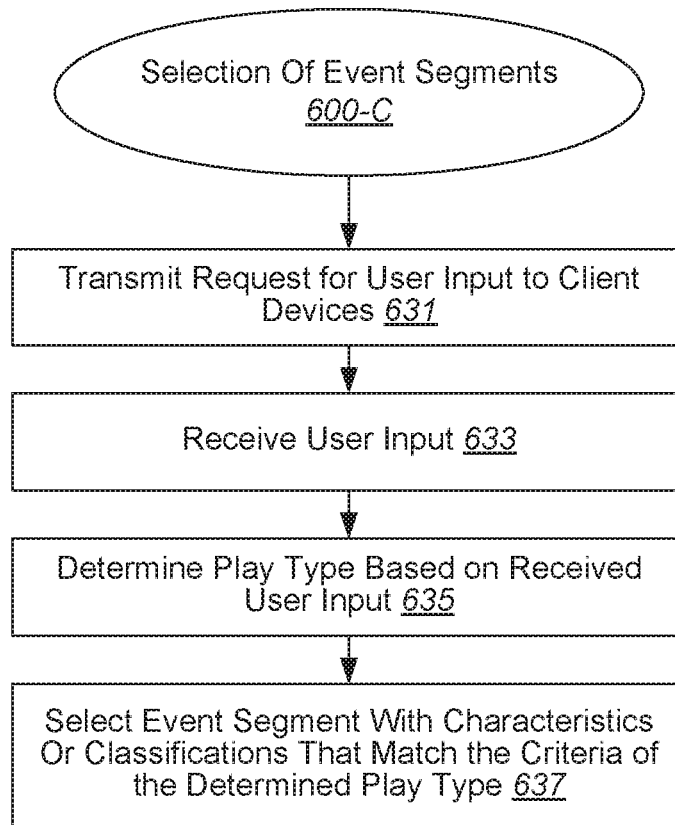 Selection Of Event Segments
600-C
Transmit Request for User Input to Client
Devices 631
Receive User Input 633
Determine Play Type Based on Received
User Input 635
Select Event Segment With Characteristics
Or Classifications That Match the Criteria of
the Determined Play Type 637